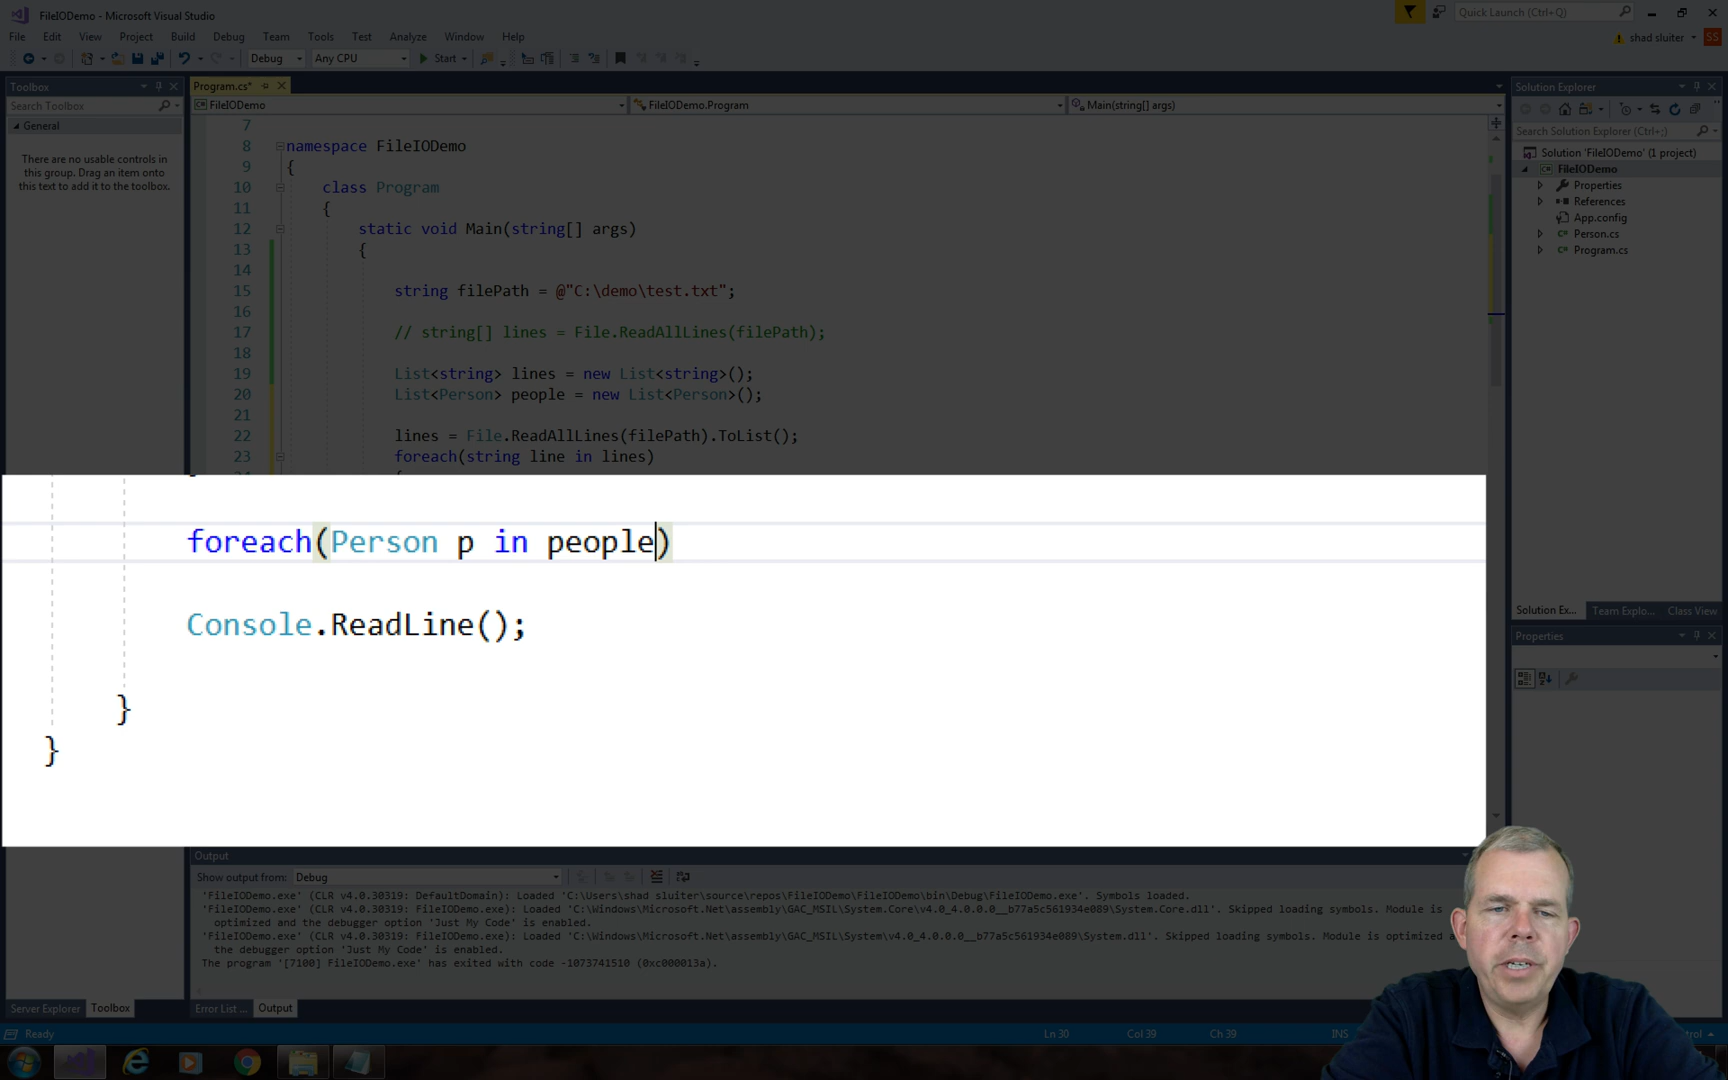 FileIODemo - Microsoft Visual Studio
Quick Launch (Ctrl+Q)
File Edit View Project Build Debug Team Tools Test Analyze Window Help
shad sluiter SS
Debug Any CPU Start
Toolbox
Search Toolbox
General
There are no usable controls in
this group. Drag an item onto
this text to add it to the toolbox.
Program.cs*
FileIODemo FileIODemo.Program Main(string[] args)
7
8 namespace FileIODemo
9 {
10 class Program
11 {
12 static void Main(string[] args)
13 {
14
15 string filePath = @"C:\demo\test.txt";
16
17 // string[] lines = File.ReadAllLines(filePath);
18
19 List<string> lines = new List<string>();
20 List<Person> people = new List<Person>();
21
22 lines = File.ReadAllLines(filePath).ToList();
23 foreach(string line in lines)
foreach(Person p in people)
Console.ReadLine();
}
}
Solution Explorer
Search Solution Explorer (Ctrl+;)
Solution 'FileIODemo' (1 project)
FileIODemo
Properties
References
App.config
Person.cs
Program.cs
Solution Ex... Team Explo... Class View
Properties
Output
Show output from: Debug
'FileIODemo.exe' (CLR v4.0.30319: DefaultDomain): Loaded 'C:\Users\shad sluiter\source\repos\FileIODemo\FileIODemo\bin\Debug\FileIODemo.exe'. Symbols loaded.
'FileIODemo.exe' (CLR v4.0.30319: FileIODemo.exe): Loaded 'C:\Windows\Microsoft.Net\assembly\GAC_MSIL\System.Core\v4.0_4.0.0.0__b77a5c561934e089\System.Core.dll'. Skipped loading symbols. Module is
optimized and the debugger option 'Just My Code' is enabled.
'FileIODemo.exe' (CLR v4.0.30319: FileIODemo.exe): Loaded 'C:\Windows\Microsoft.Net\assembly\GAC_MSIL\System\v4.0_4.0.0.0__b77a5c561934e089\System.dll'. Skipped loading symbols. Module is optimized
the debugger option 'Just My Code' is enabled.
The program '[7100] FileIODemo.exe' has exited with code -1073741510 (0xc000013a).
Server Explorer Toolbox Error List ... Output
Ready Ln 30 Col 39 Ch 39 INS